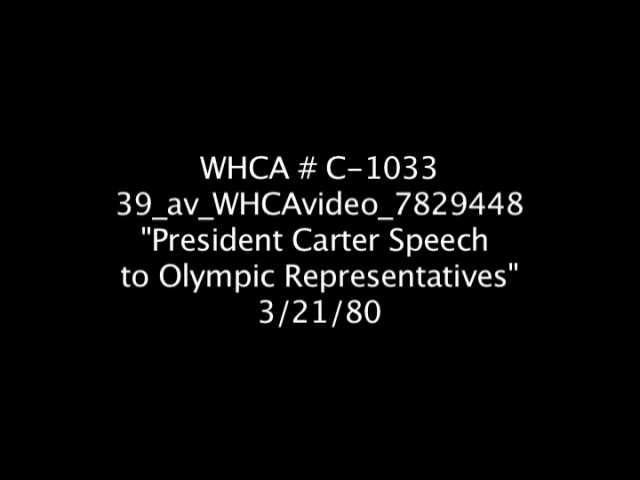 WHCA # C-1033
39_av_WHCAvideo_7829448
"President Carter Speech
to Olympic Representatives"
3/21/80